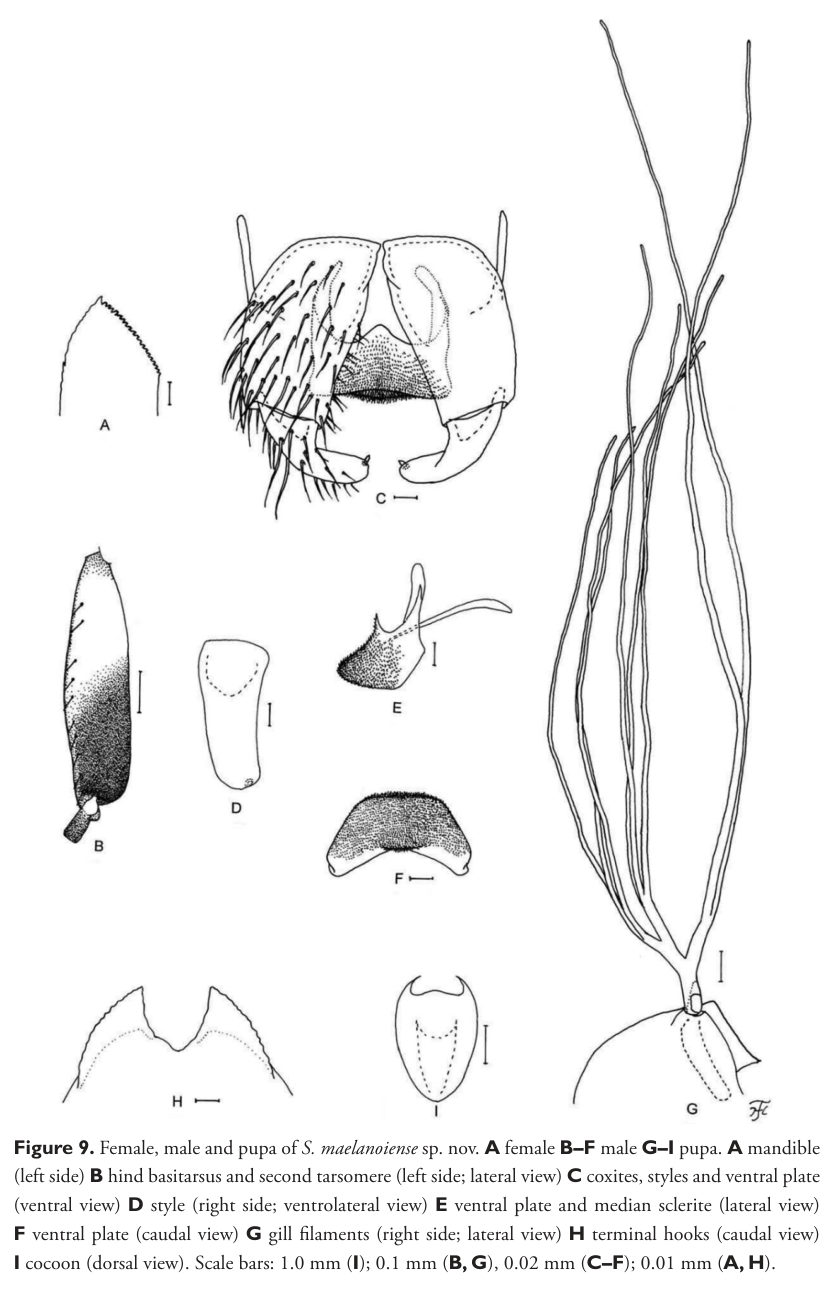 A
C
B
D
E
F
G
H
I
Figure 9. Female, male and pupa of S. maelanoiense sp. nov. A female B–F male G–I pupa. A mandible
(left side) B hind basitarsus and second tarsomere (left side; lateral view) C coxites, styles and ventral plate
(ventral view) D style (right side; ventrolateral view) E ventral plate and median sclerite (lateral view)
F ventral plate (caudal view) G gill filaments (right side; lateral view) H terminal hooks (caudal view)
I cocoon (dorsal view). Scale bars: 1.0 mm (I); 0.1 mm (B, G), 0.02 mm (C–F); 0.01 mm (A, H).